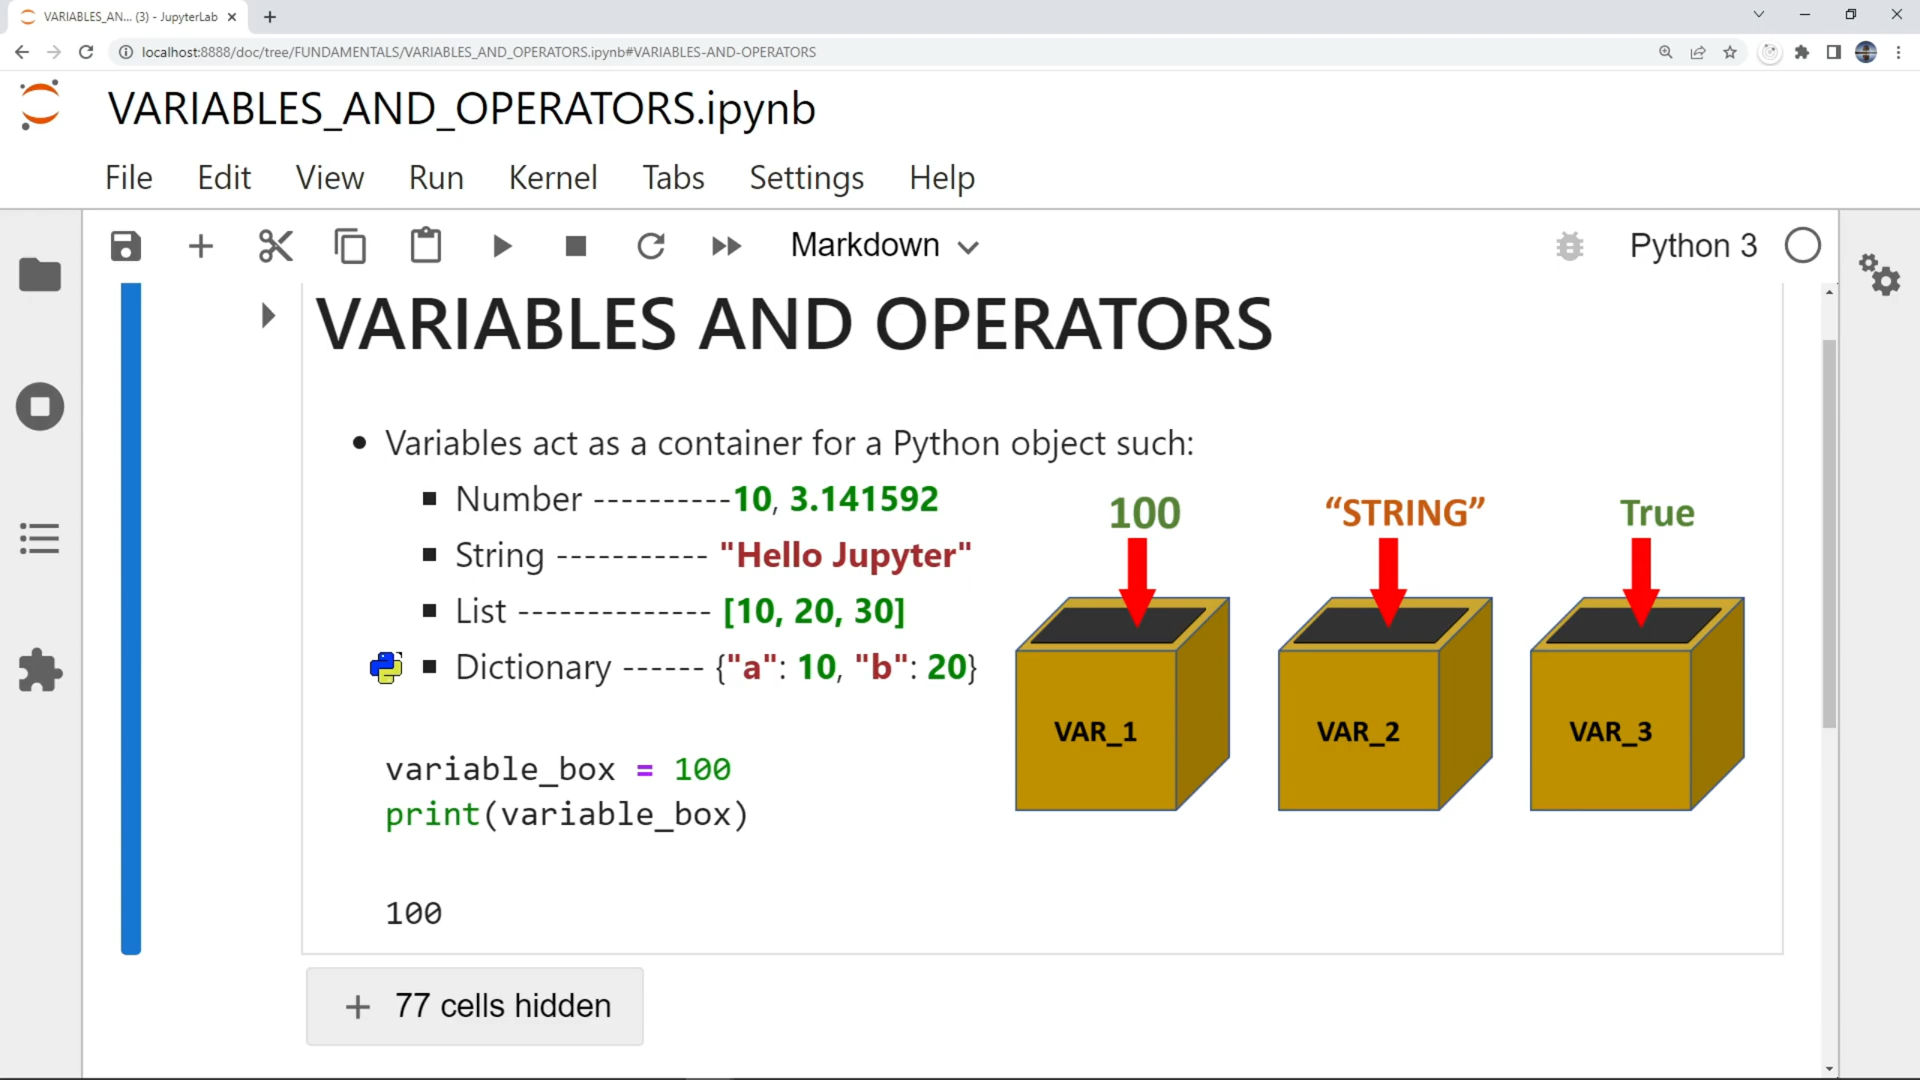 VARIABLES_AN... (3) - JupyterLab
localhost:8888/doc/tree/FUNDAMENTALS/VARIABLES_AND_OPERATORS.ipynb#VARIABLES-AND-OPERATORS
VARIABLES_AND_OPERATORS.ipynb
File Edit View Run Kernel Tabs Settings Help
Markdown Python 3
VARIABLES AND OPERATORS
• Variables act as a container for a Python object such:
▪ Number ----------10, 3.141592
▪ String ----------- "Hello Jupyter"
▪ List -------------- [10, 20, 30]
▪ Dictionary ------ {"a": 10, "b": 20}
100 “STRING” True
VAR_1 VAR_2 VAR_3
variable_box = 100
print(variable_box)
100
+ 77 cells hidden